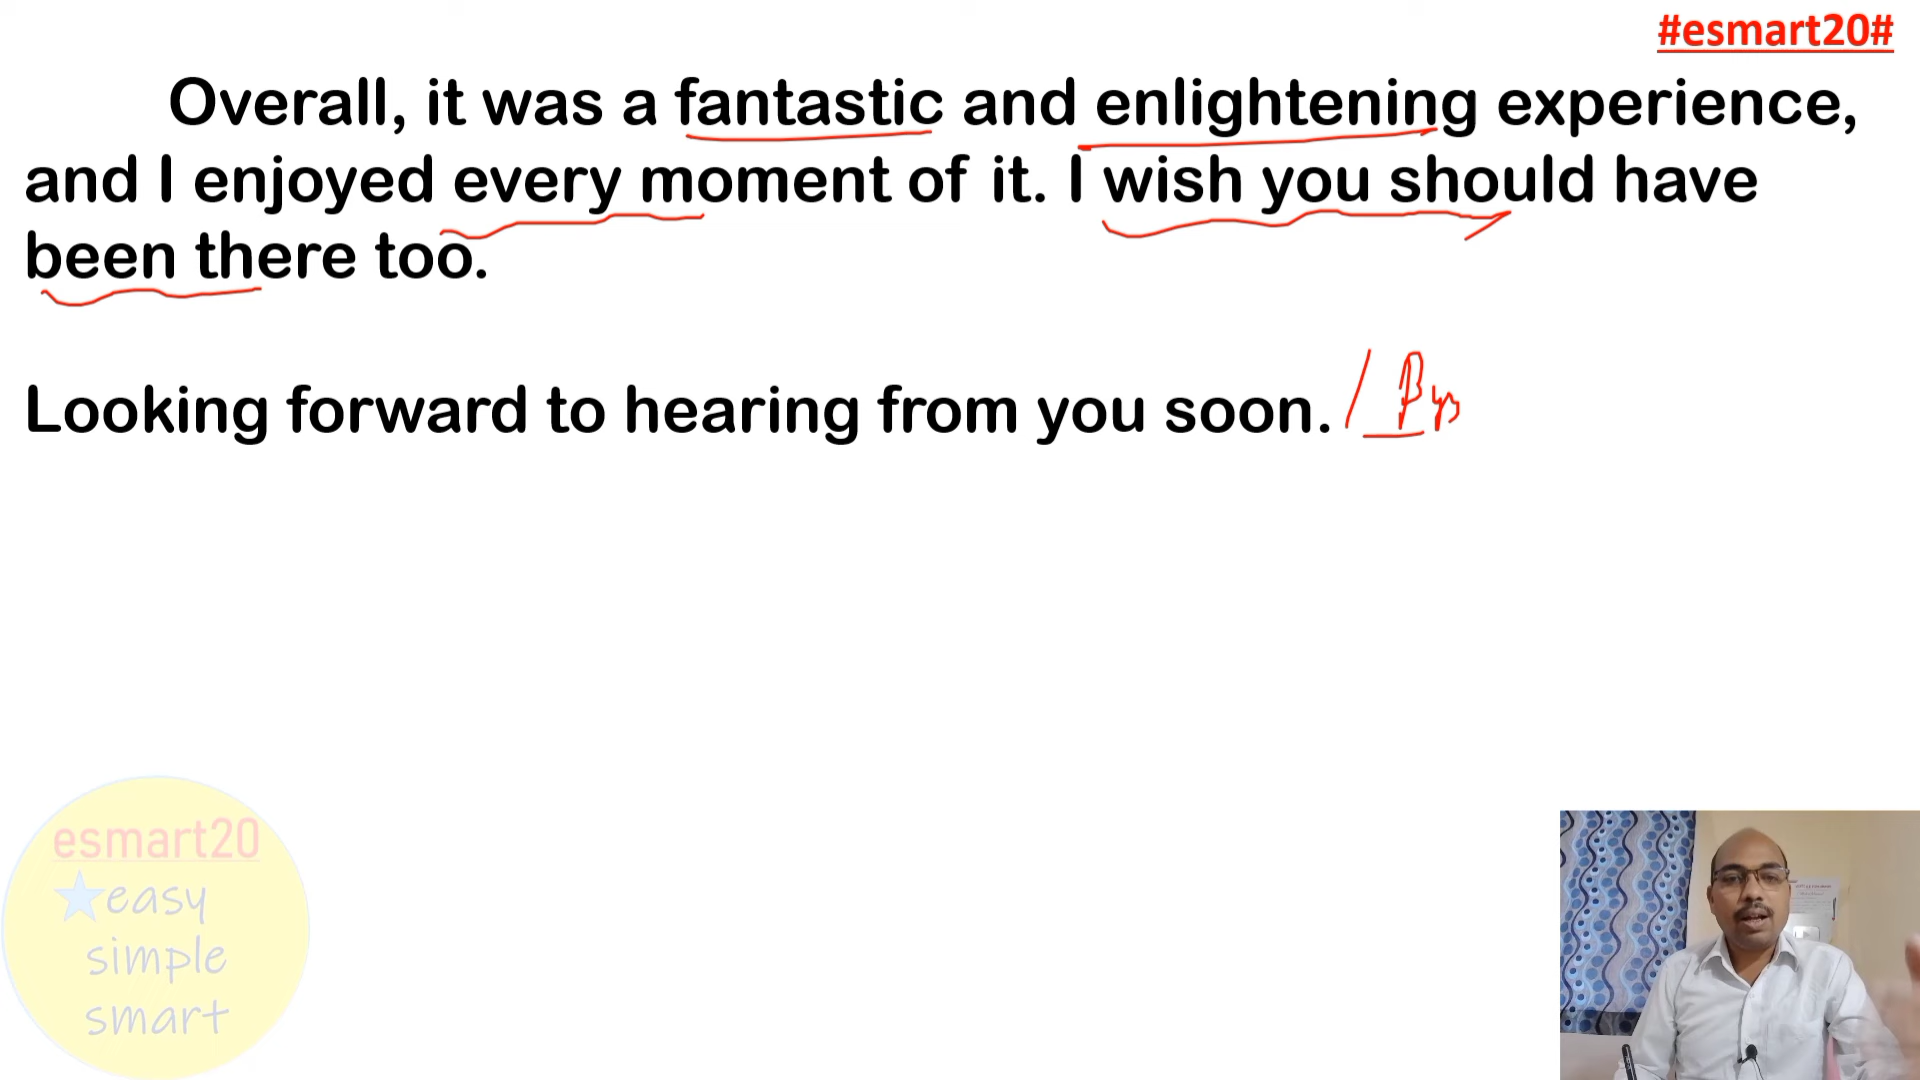 #esmart20#
Overall, it was a fantastic and enlightening experience,
and I enjoyed every moment of it. I wish you should have
been there too.
Looking forward to hearing from you soon. /
esmart20
easy
simple
smart